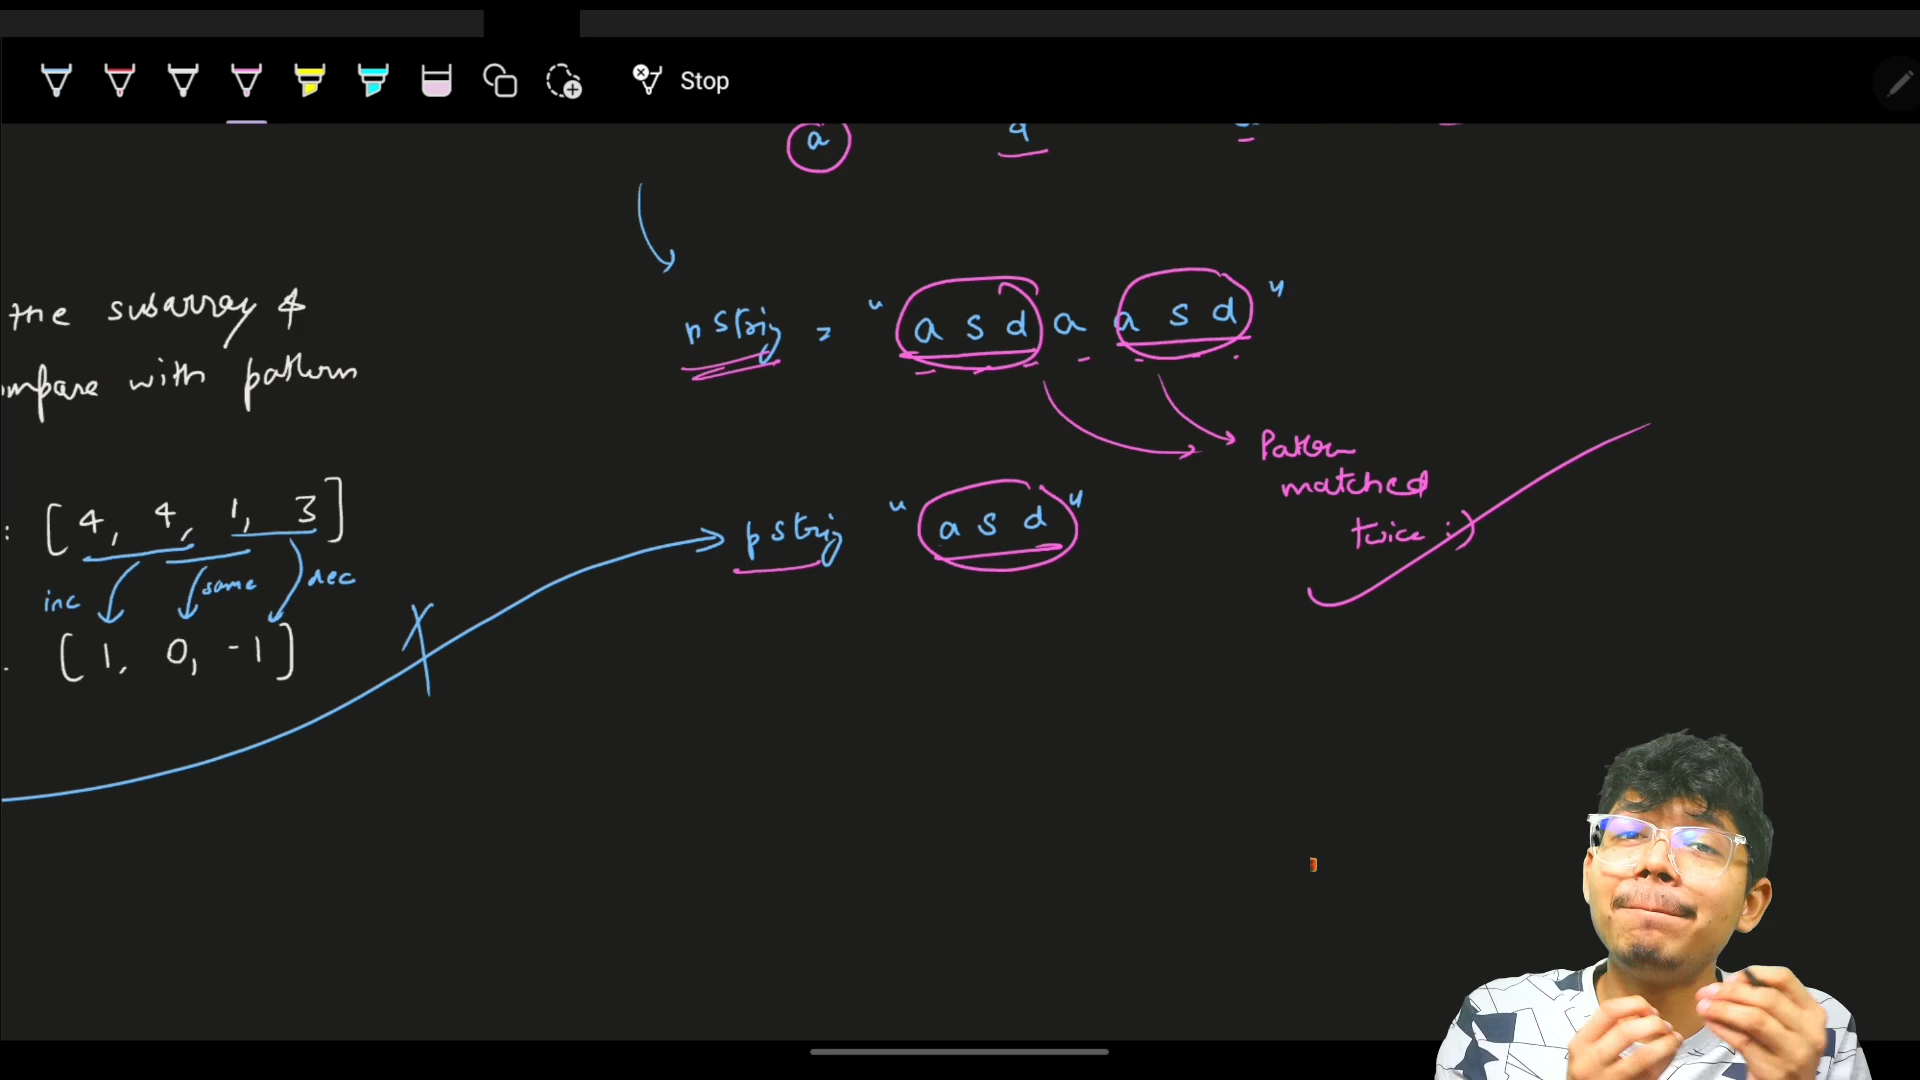 Stop
a
the subarray &
compare with pattern
nString = " a s d a a s d "
Pattern
matched
twice :)
: [4, 4, 1, 3]
inc same dec
[1, 0, -1]
pString " a s d "